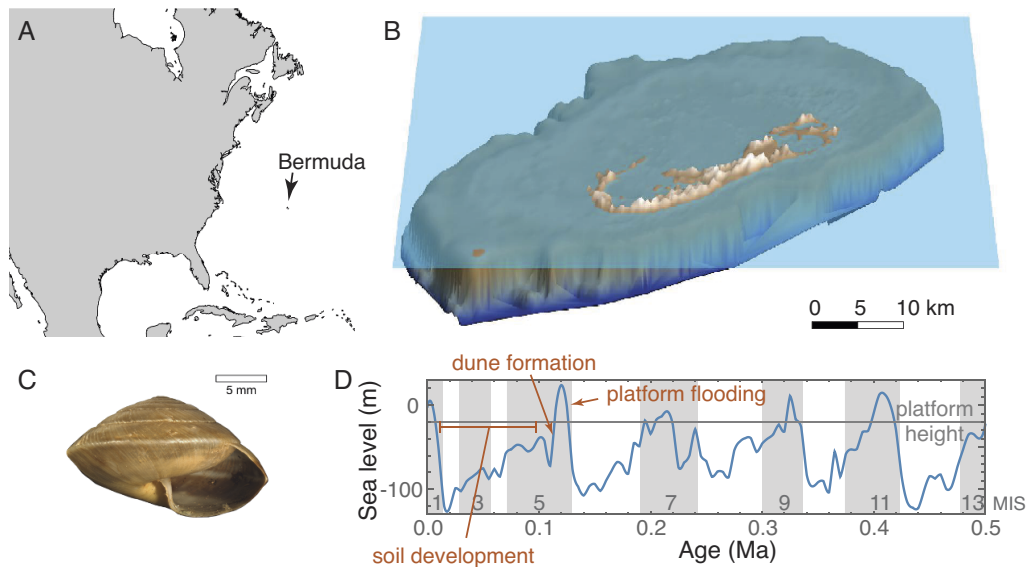 A
Bermuda
B
0 5 10 km
C
5 mm
D
dune formation
platform flooding
platform
height
Sea level (m)
0
-100
1 3 5 7 9 11 13 MIS
0.0 0.1 0.2 0.3 0.4 0.5
soil development
Age (Ma)